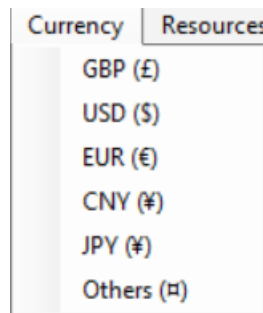 Currency Resources
GBP (£)
USD ($)
EUR (€)
CNY (¥)
JPY (¥)
Others (¤)